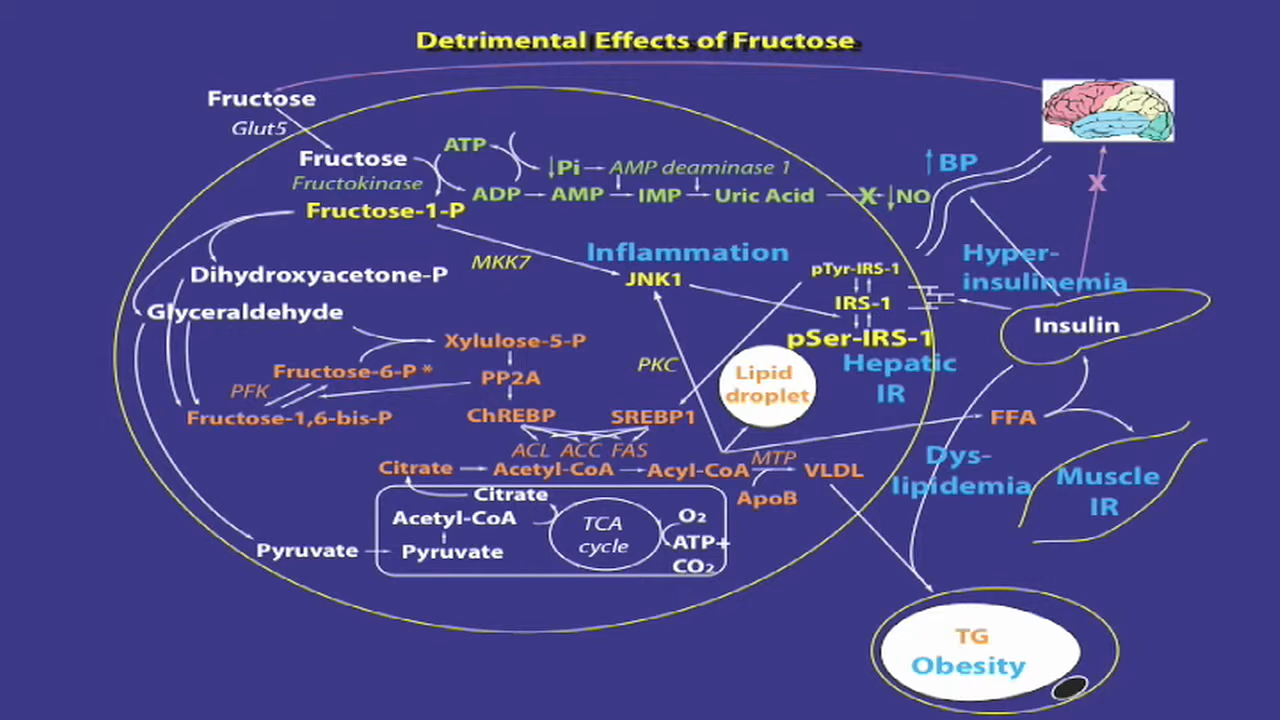 Detrimental Effects of Fructose
Fructose
Glut5
Fructose
Fructokinase
Fructose-1-P
ATP
ADP
↓Pi
AMP deaminase 1
AMP
IMP
Uric Acid
X
↓NO
↑BP
X
Dihydroxyacetone-P
Glyceraldehyde
MKK7
Inflammation
JNK1
pTyr-IRS-1
IRS-1
pSer-IRS-1
Hepatic
IR
Hyper-
insulinemia
Insulin
Xylulose-5-P
Fructose-6-P *
PFK
Fructose-1,6-bis-P
PP2A
ChREBP
SREBP1
PKC
Lipid
droplet
ACL ACC FAS
Citrate
Acetyl-CoA
Acyl-CoA
MTP
VLDL
ApoB
FFA
Dys-
lipidemia
Muscle
IR
Citrate
Acetyl-CoA
Pyruvate
Pyruvate
TCA
cycle
O2
ATP+
CO2
TG
Obesity